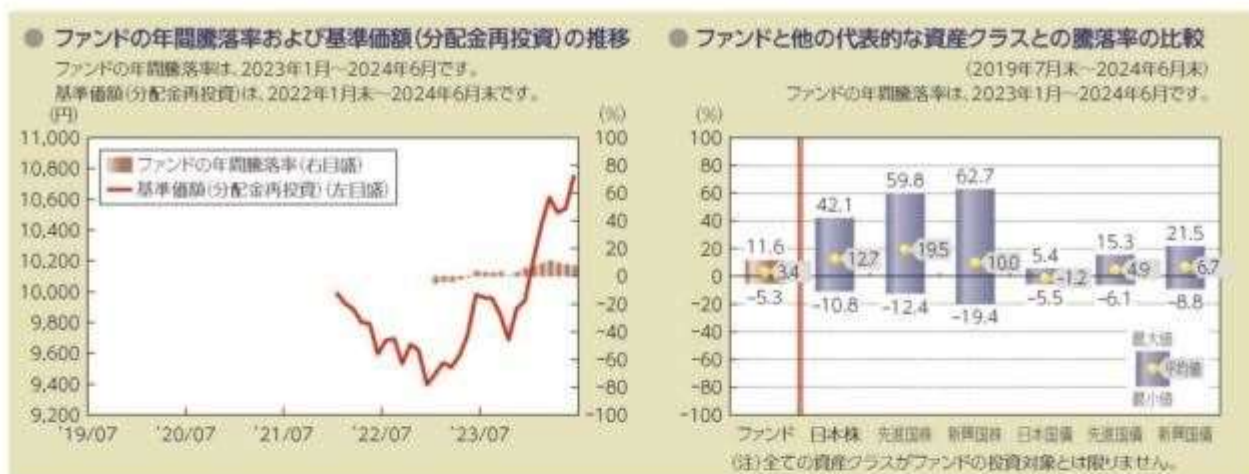 ● ファンドの年間騰落率および基準価額(分配金再投資)の推移
ファンドの年間騰落率は、2023年1月～2024年6月です。
基準価額(分配金再投資)は、2022年1月末～2024年6月末です。
(円)
(%)
11,000
10,800
10,600
10,400
10,200
10,000
9,800
9,600
9,400
9,200
100
80
60
40
20
0
-20
-40
-60
-80
-100
ファンドの年間騰落率(右目盛)
基準価額(分配金再投資)(左目盛)
'19/07 '20/07 '21/07 '22/07 '23/07
● ファンドと他の代表的な資産クラスとの騰落率の比較
(2019年7月末～2024年6月末)
ファンドの年間騰落率は、2023年1月～2024年6月です。
(%)
100
80
60
40
20
0
-20
-40
-60
-80
-100
11.6 42.1 59.8 62.7 5.4 15.3 21.5
3.4 12.7 19.5 10.0 -1.2 4.9 6.7
-5.3 -10.8 -12.4 -19.4 -5.5 -6.1 -8.8
最大値
平均値
最小値
ファンド 日本株 先進国株 新興国株 日本国債 先進国債 新興国債
(注)全ての資産クラスがファンドの投資対象とは限りません。